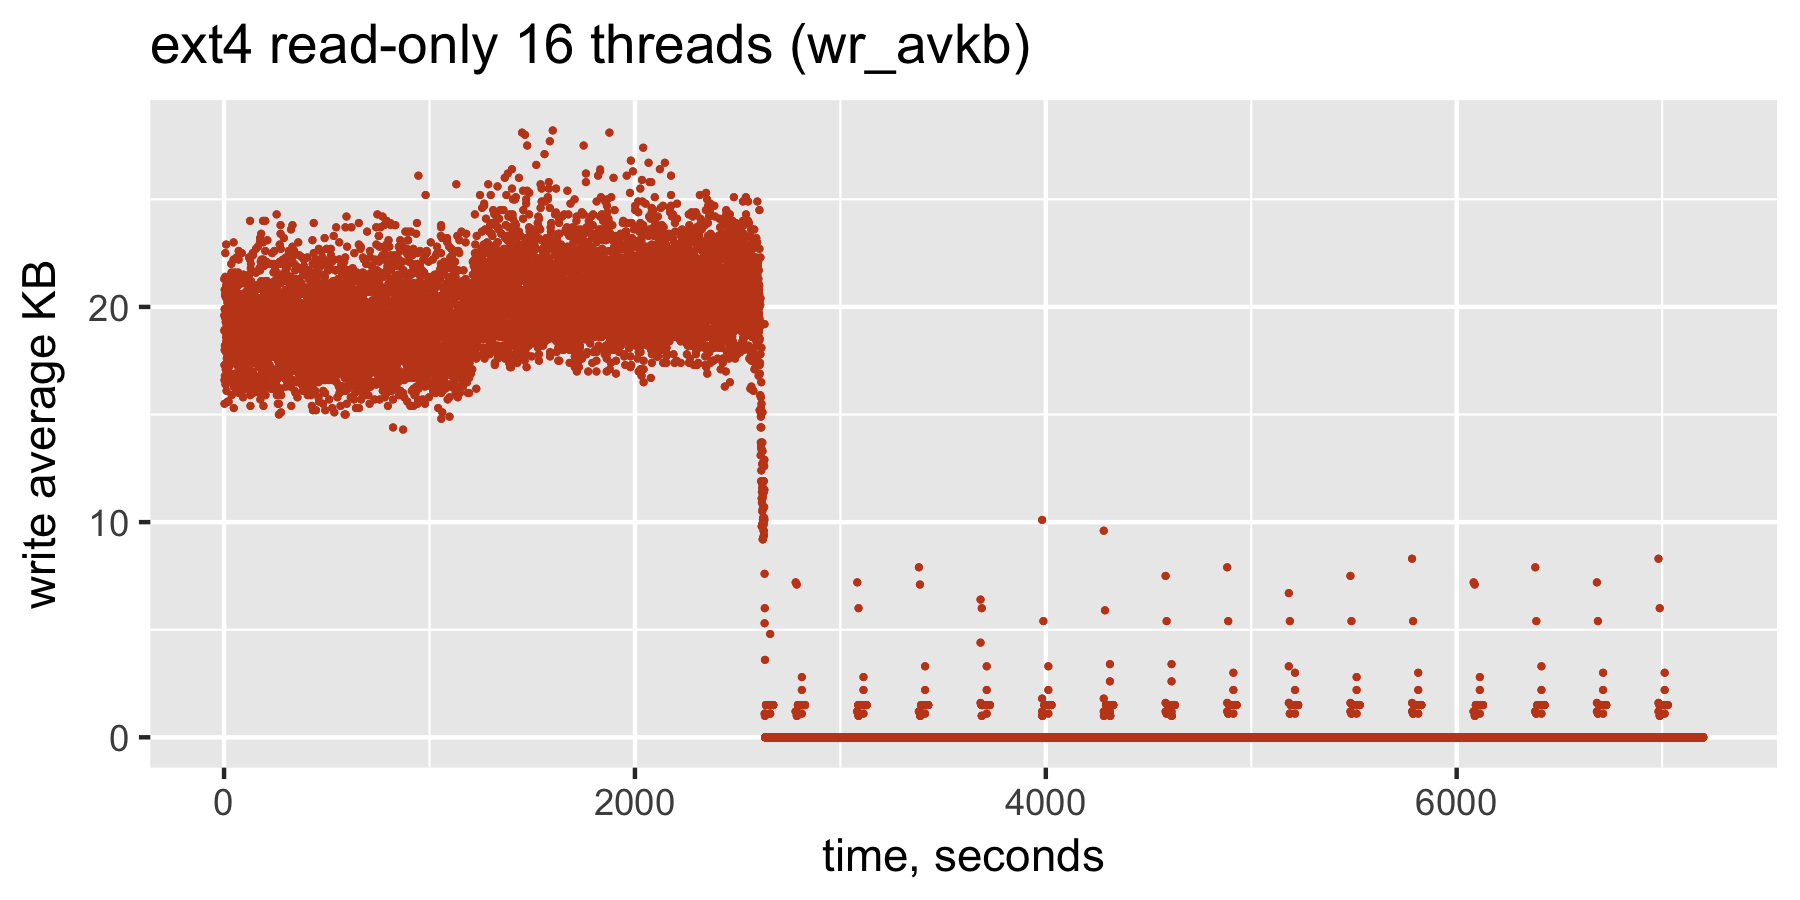 ext4 read-only 16 threads (wr_avkb)
write average KB
20
10
0
0 2000 4000 6000
time, seconds